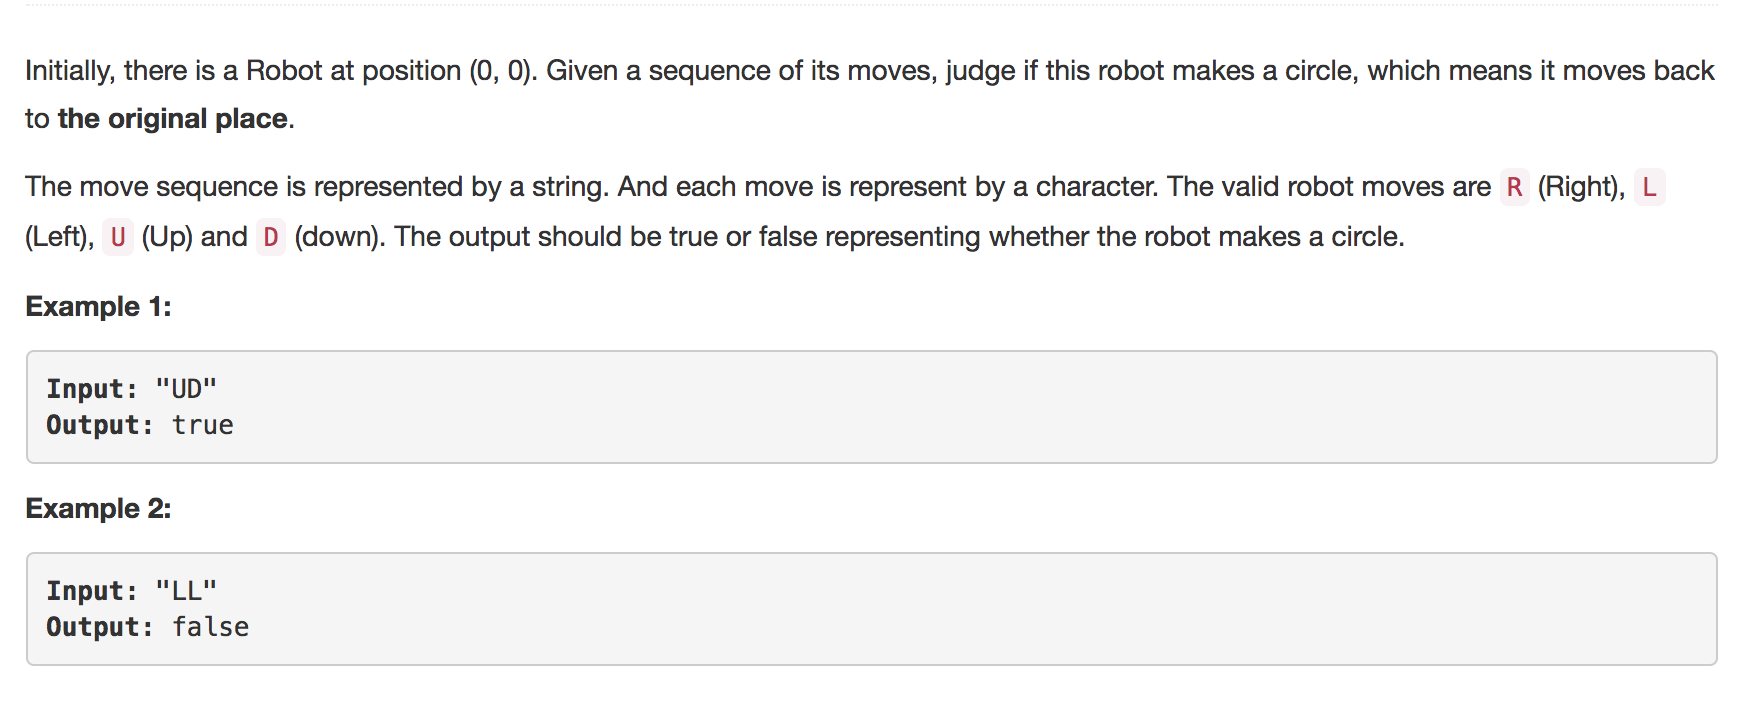 Initially, there is a Robot at position (0, 0). Given a sequence of its moves, judge if this robot makes a circle, which means it moves back
to the original place.
The move sequence is represented by a string. And each move is represent by a character. The valid robot moves are R (Right), L
(Left), U (Up) and D (down). The output should be true or false representing whether the robot makes a circle.
Example 1:
Input: "UD"
Output: true
Example 2:
Input: "LL"
Output: false